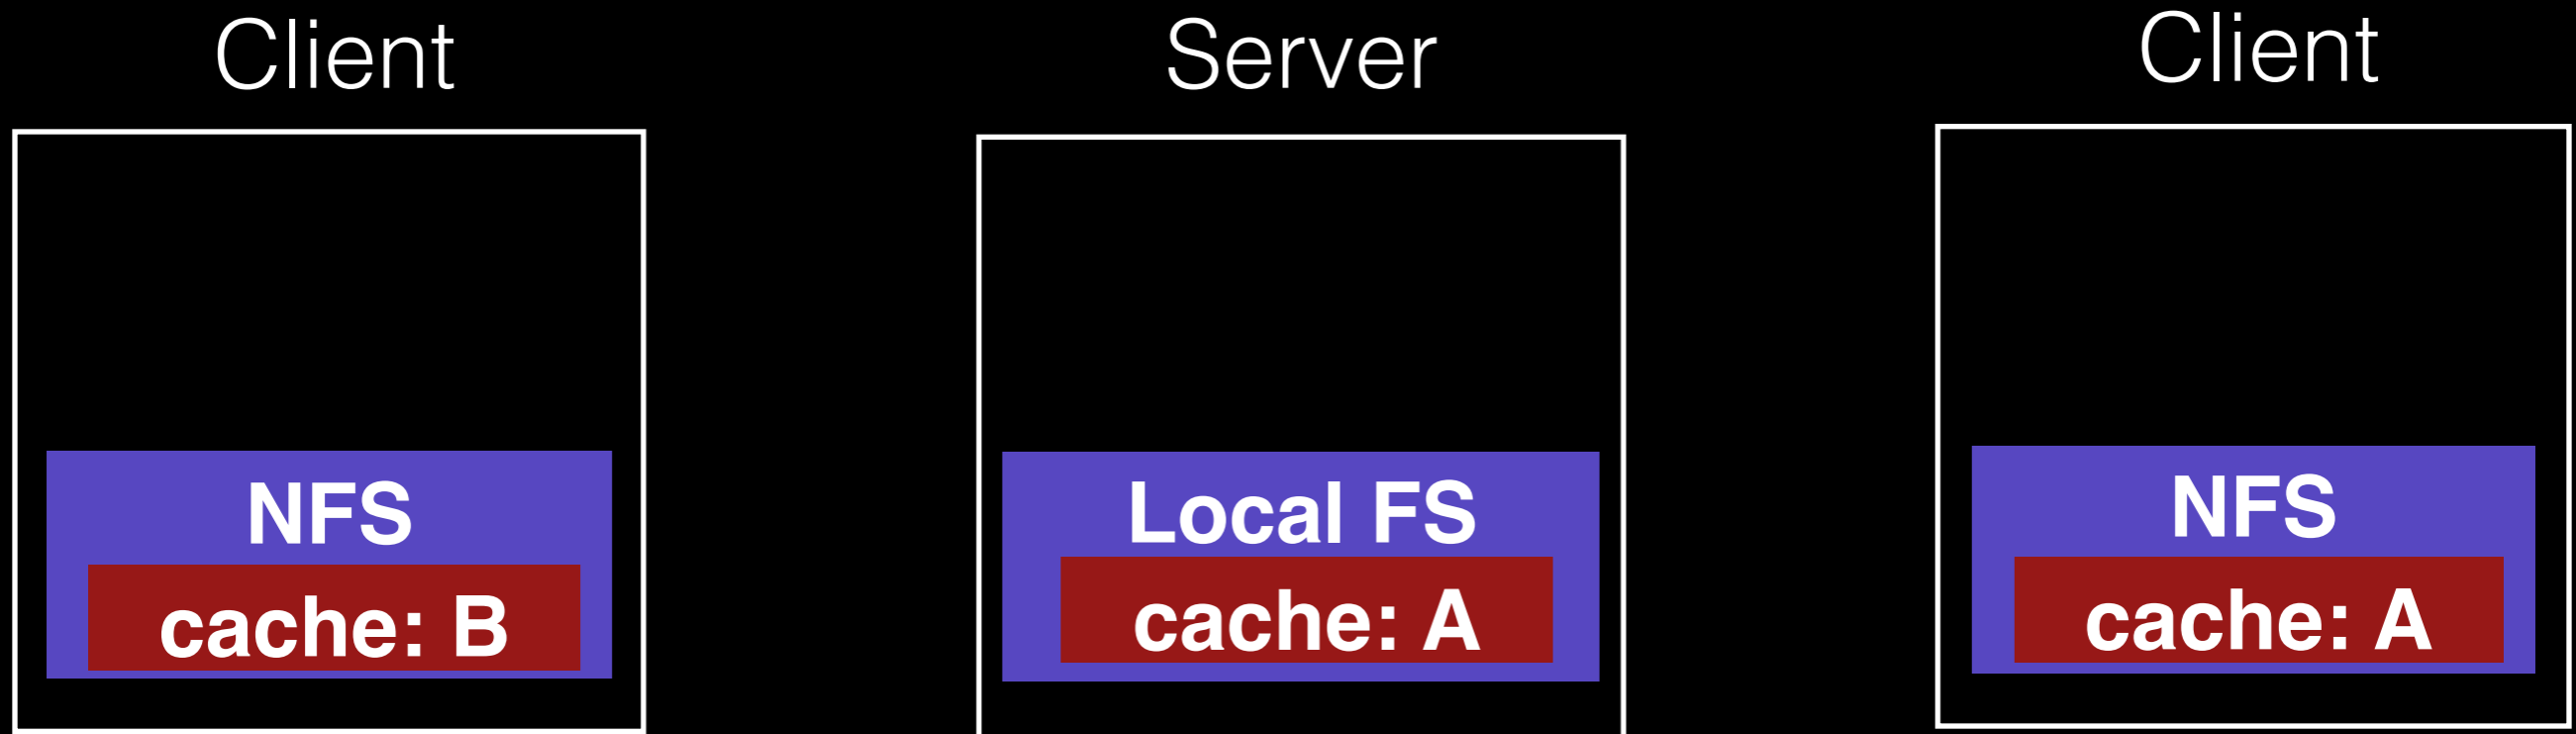 Client
NFS
cache: B
Server
Local FS
cache: A
Client
NFS
cache: A